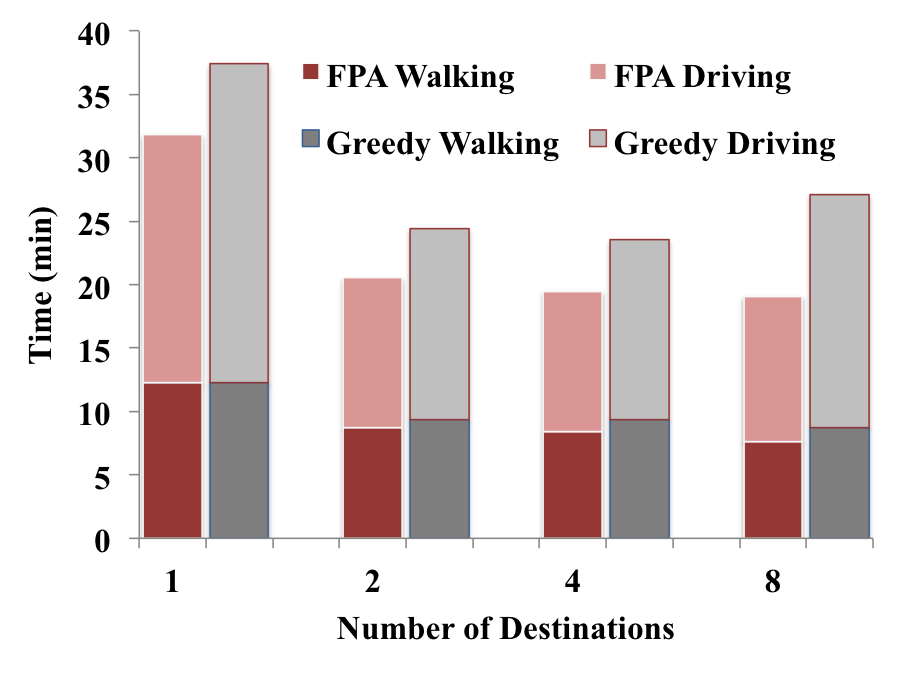 40
35
30
25
20
15
10
5
0
Time (min)
FPA Walking
FPA Driving
Greedy Walking
Greedy Driving
1
2
4
8
Number of Destinations